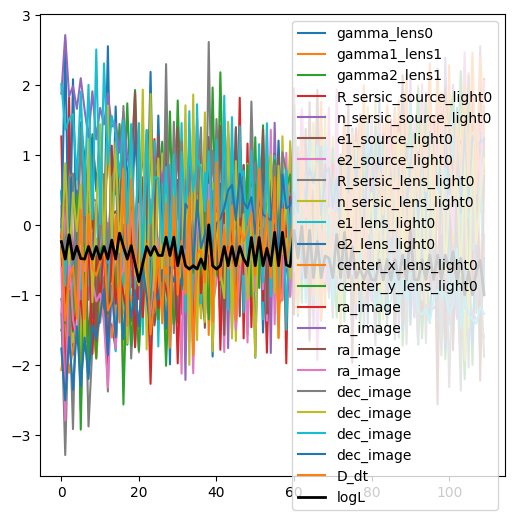 3
2
1
0
−1
−2
−3
0
20
40
60
80
100
gamma_lens0
gamma1_lens1
gamma2_lens1
R_sersic_source_light0
n_sersic_source_light0
e1_source_light0
e2_source_light0
R_sersic_lens_light0
n_sersic_lens_light0
e1_lens_light0
e2_lens_light0
center_x_lens_light0
center_y_lens_light0
ra_image
ra_image
ra_image
ra_image
dec_image
dec_image
dec_image
dec_image
D_dt
logL